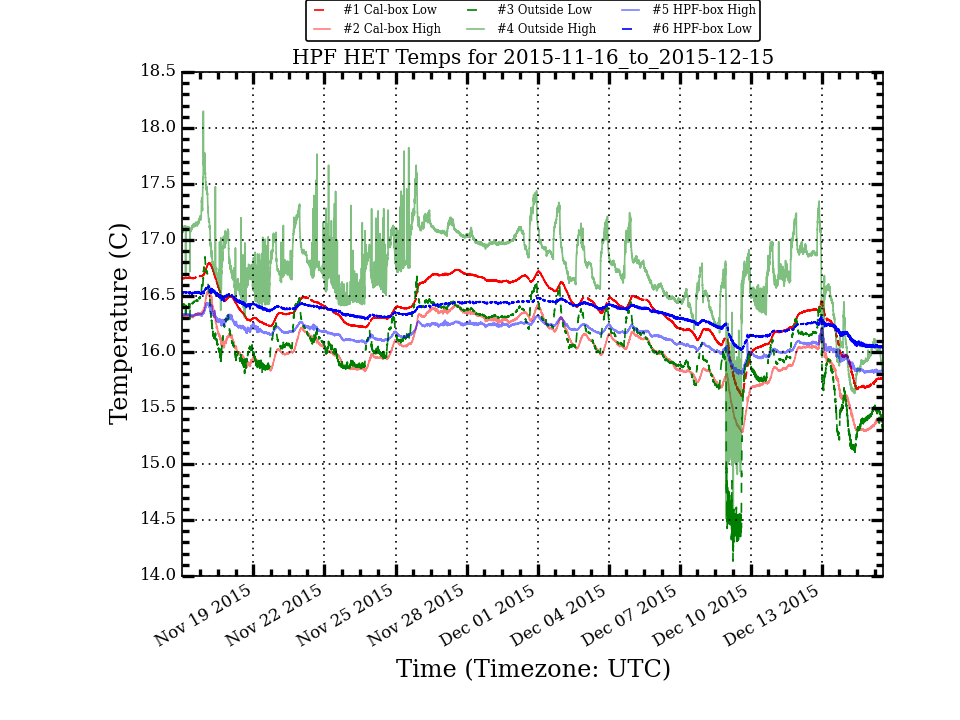 #1 Cal-box Low #3 Outside Low #5 HPF-box High
#2 Cal-box High #4 Outside High #6 HPF-box Low
HPF HET Temps for 2015-11-16_to_2015-12-15
18.5
18.0
17.5
17.0
16.5
16.0
15.5
15.0
14.5
14.0
Temperature (C)
Nov 19 2015
Nov 22 2015
Nov 25 2015
Nov 28 2015
Dec 01 2015
Dec 04 2015
Dec 07 2015
Dec 10 2015
Dec 13 2015
Time (Timezone: UTC)